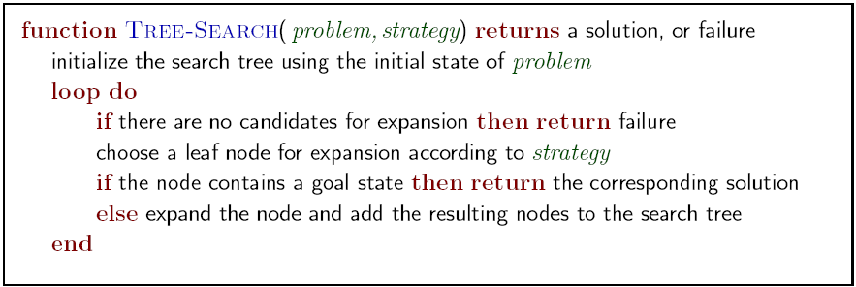 function TREE-SEARCH( problem, strategy) returns a solution, or failure
initialize the search tree using the initial state of problem
loop do
if there are no candidates for expansion then return failure
choose a leaf node for expansion according to strategy
if the node contains a goal state then return the corresponding solution
else expand the node and add the resulting nodes to the search tree
end